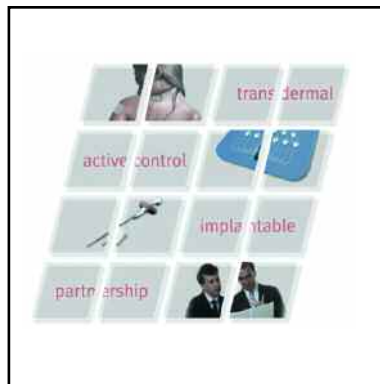 transdermal
active control
implantable
partnership